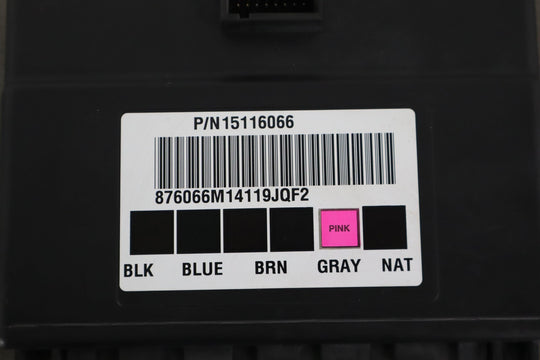 P/N15116066
876066M14119JQF2
PINK
BLK BLUE BRN GRAY NAT